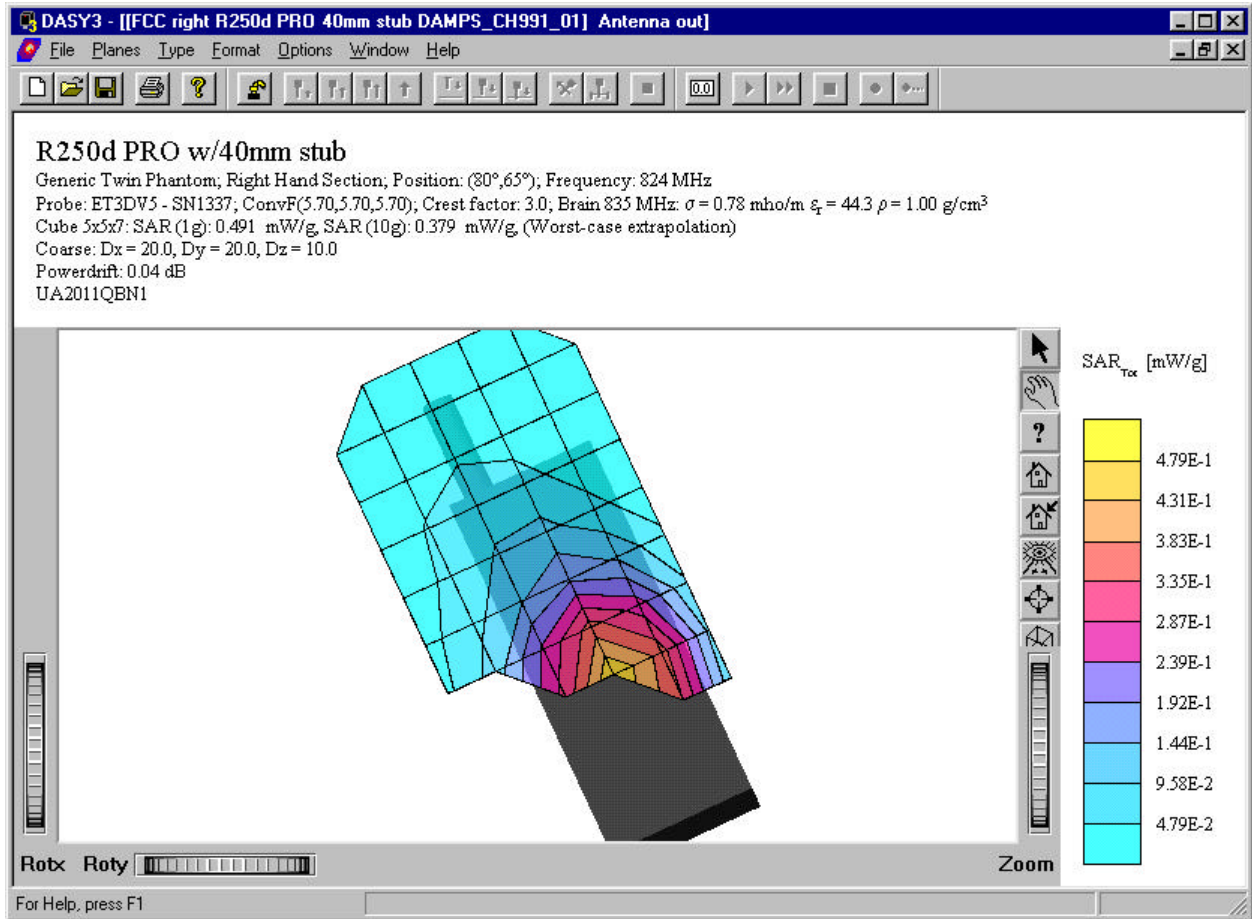 DASY3 - [[FCC right R250d PRO 40mm stub DAMPS_CH991_01] Antenna out]
File Planes Type Format Options Window Help
0.0
R250d PRO w/40mm stub
Generic Twin Phantom; Right Hand Section; Position: (80°,65°); Frequency: 824 MHz
Probe: ET3DV5 - SN1337; ConvF(5.70,5.70,5.70); Crest factor: 3.0; Brain 835 MHz: σ = 0.78 mho/m εr = 44.3 ρ = 1.00 g/cm³
Cube 5x5x7: SAR (1g): 0.491 mW/g, SAR (10g): 0.379 mW/g, (Worst-case extrapolation)
Coarse: Dx = 20.0, Dy = 20.0, Dz = 10.0
Powerdrift: 0.04 dB
UA2011QBN1
SAR Tot [mW/g]
4.79E-1
4.31E-1
3.83E-1
3.35E-1
2.87E-1
2.39E-1
1.92E-1
1.44E-1
9.58E-2
4.79E-2
Rotx Roty
Zoom
For Help, press F1